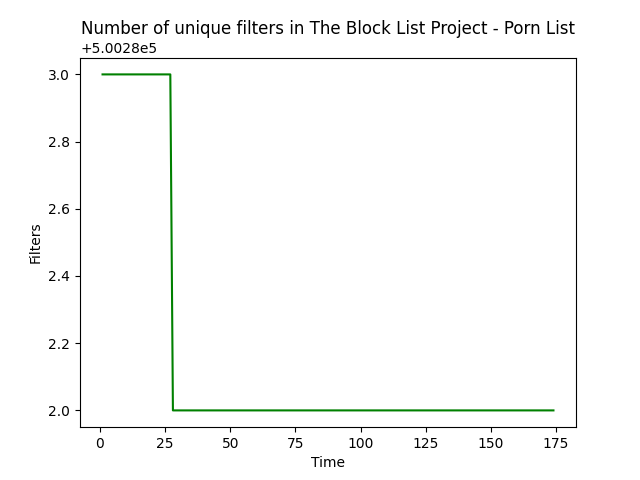 Number of unique filters in The Block List Project - Porn List
+5.0028e5
3.0
2.8
2.6
2.4
2.2
2.0
Filters
0 25 50 75 100 125 150 175
Time